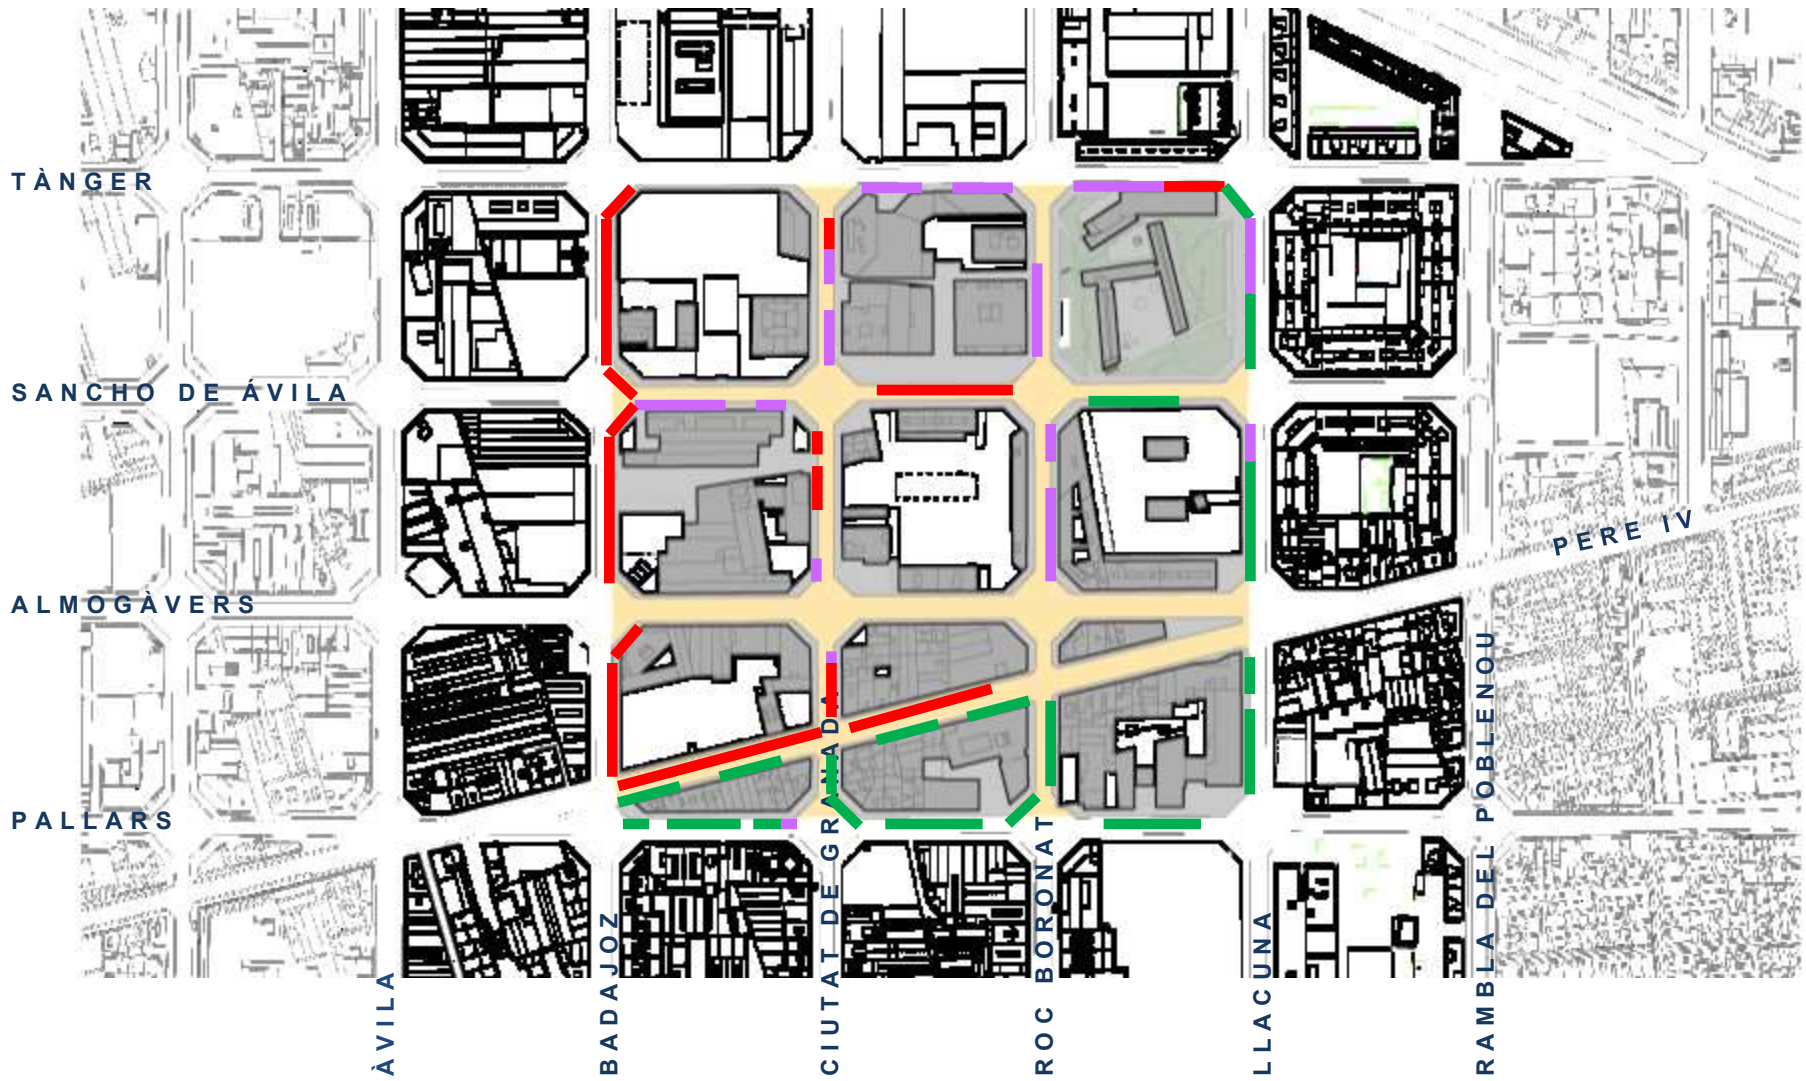 TÀNGER
SANCHO DE ÁVILA
PERE IV
ALMOGÀVERS
PALLARS
ÀVILA
BADAJOZ
CIUTAT DE GRANADA
ROC BORONAT
LLACUNA
RAMBLA DEL POBLENOU